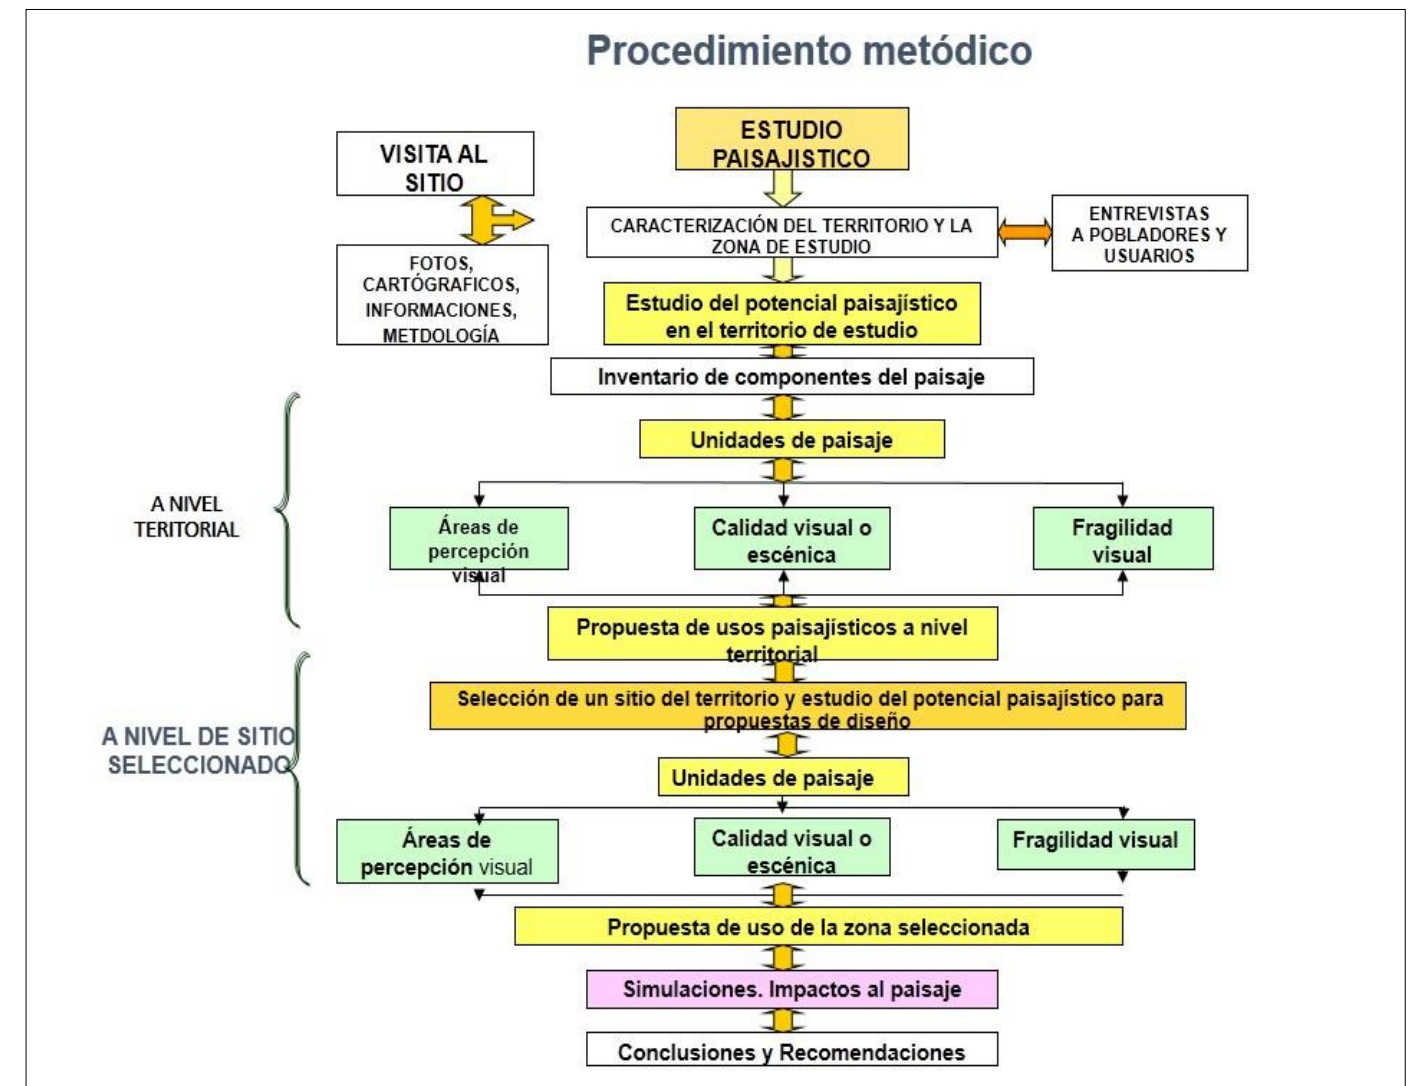 Procedimiento metódico
ESTUDIO
PAISAJISTICO
VISITA AL
SITIO
CARACTERIZACIÓN DEL TERRITORIO Y LA
ZONA DE ESTUDIO
ENTREVISTAS
A POBLADORES Y
USUARIOS
FOTOS,
CARTÓGRAFICOS,
INFORMACIONES,
METDOLOGÍA
Estudio del potencial paisajístico
en el territorio de estudio
Inventario de componentes del paisaje
Unidades de paisaje
A NIVEL
TERITORIAL
Áreas de
percepción
visual
Calidad visual o
escénica
Fragilidad
visual
Propuesta de usos paisajísticos a nivel
territorial
Selección de un sitio del territorio y estudio del potencial paisajístico para
propuestas de diseño
A NIVEL DE SITIO
SELECCIONADO
Unidades de paisaje
Áreas de
percepción visual
Calidad visual o
escénica
Fragilidad visual
Propuesta de uso de la zona seleccionada
Simulaciones. Impactos al paisaje
Conclusiones y Recomendaciones